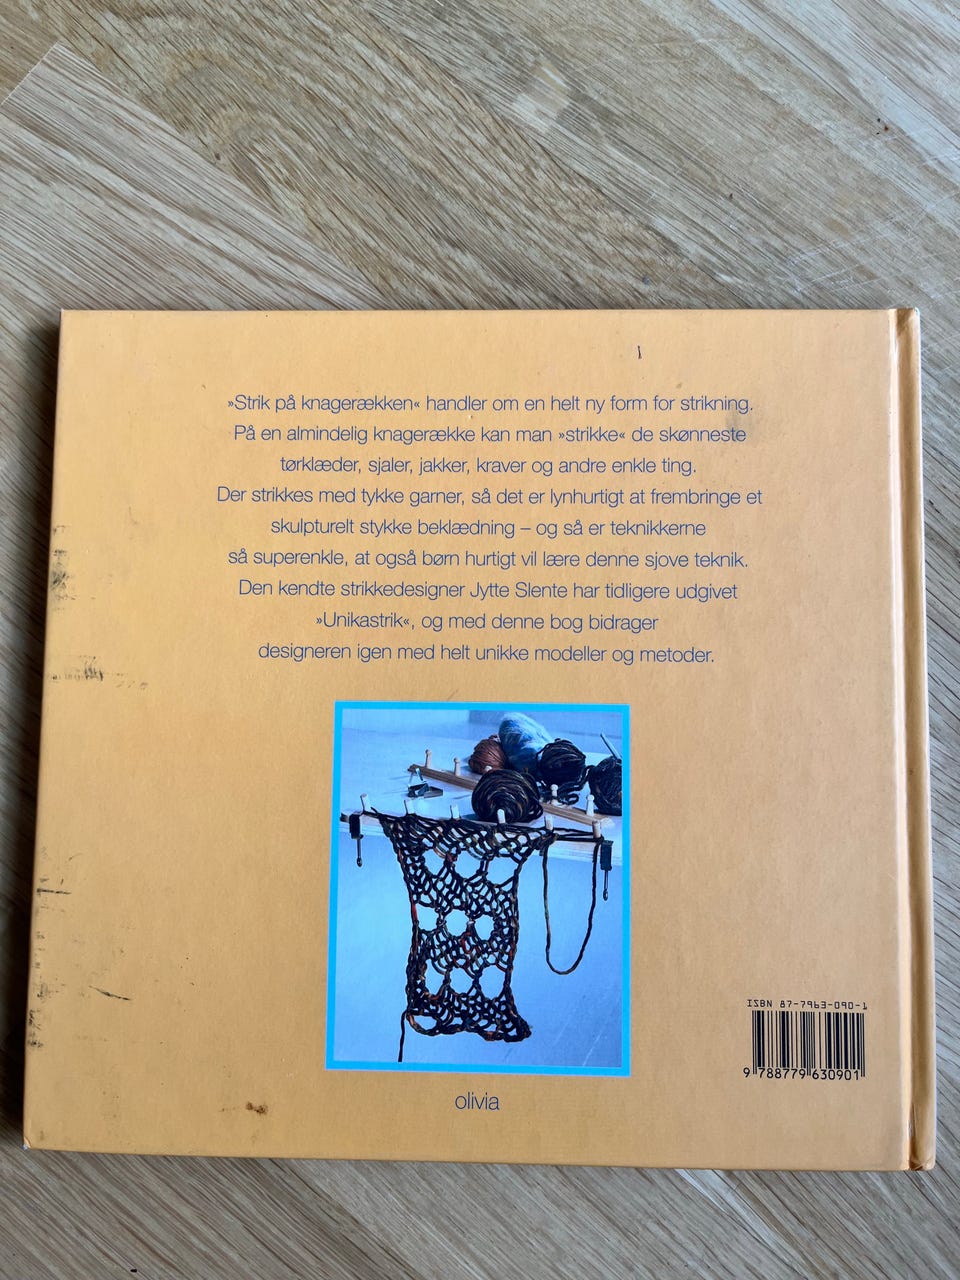 »Strik på knagerækken« handler om en helt ny form for strikning.
På en almindelig knagerække kan man »strikke« de skønneste
tørklæder, sjaler, jakker, kraver og andre enkle ting.
Der strikkes med tykke garner, så det er lynhurtigt at frembringe et
skulpturelt stykke beklædning – og så er teknikkerne
så superenkle, at også børn hurtigt vil lære denne sjove teknik.
Den kendte strikkedesigner Jytte Slente har tidligere udgivet
»Unikastrik«, og med denne bog bidrager
designeren igen med helt unikke modeller og metoder.
ISBN 87-7963-090-1
9 788779 630901
olivia